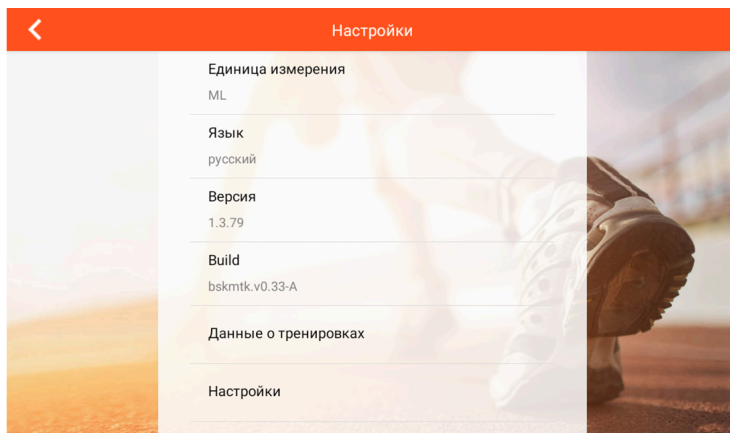 Настройки
Единица измерения
ML
Язык
русский
Версия
1.3.79
Build
bskmtk.v0.33-A
Данные о тренировках
Настройки